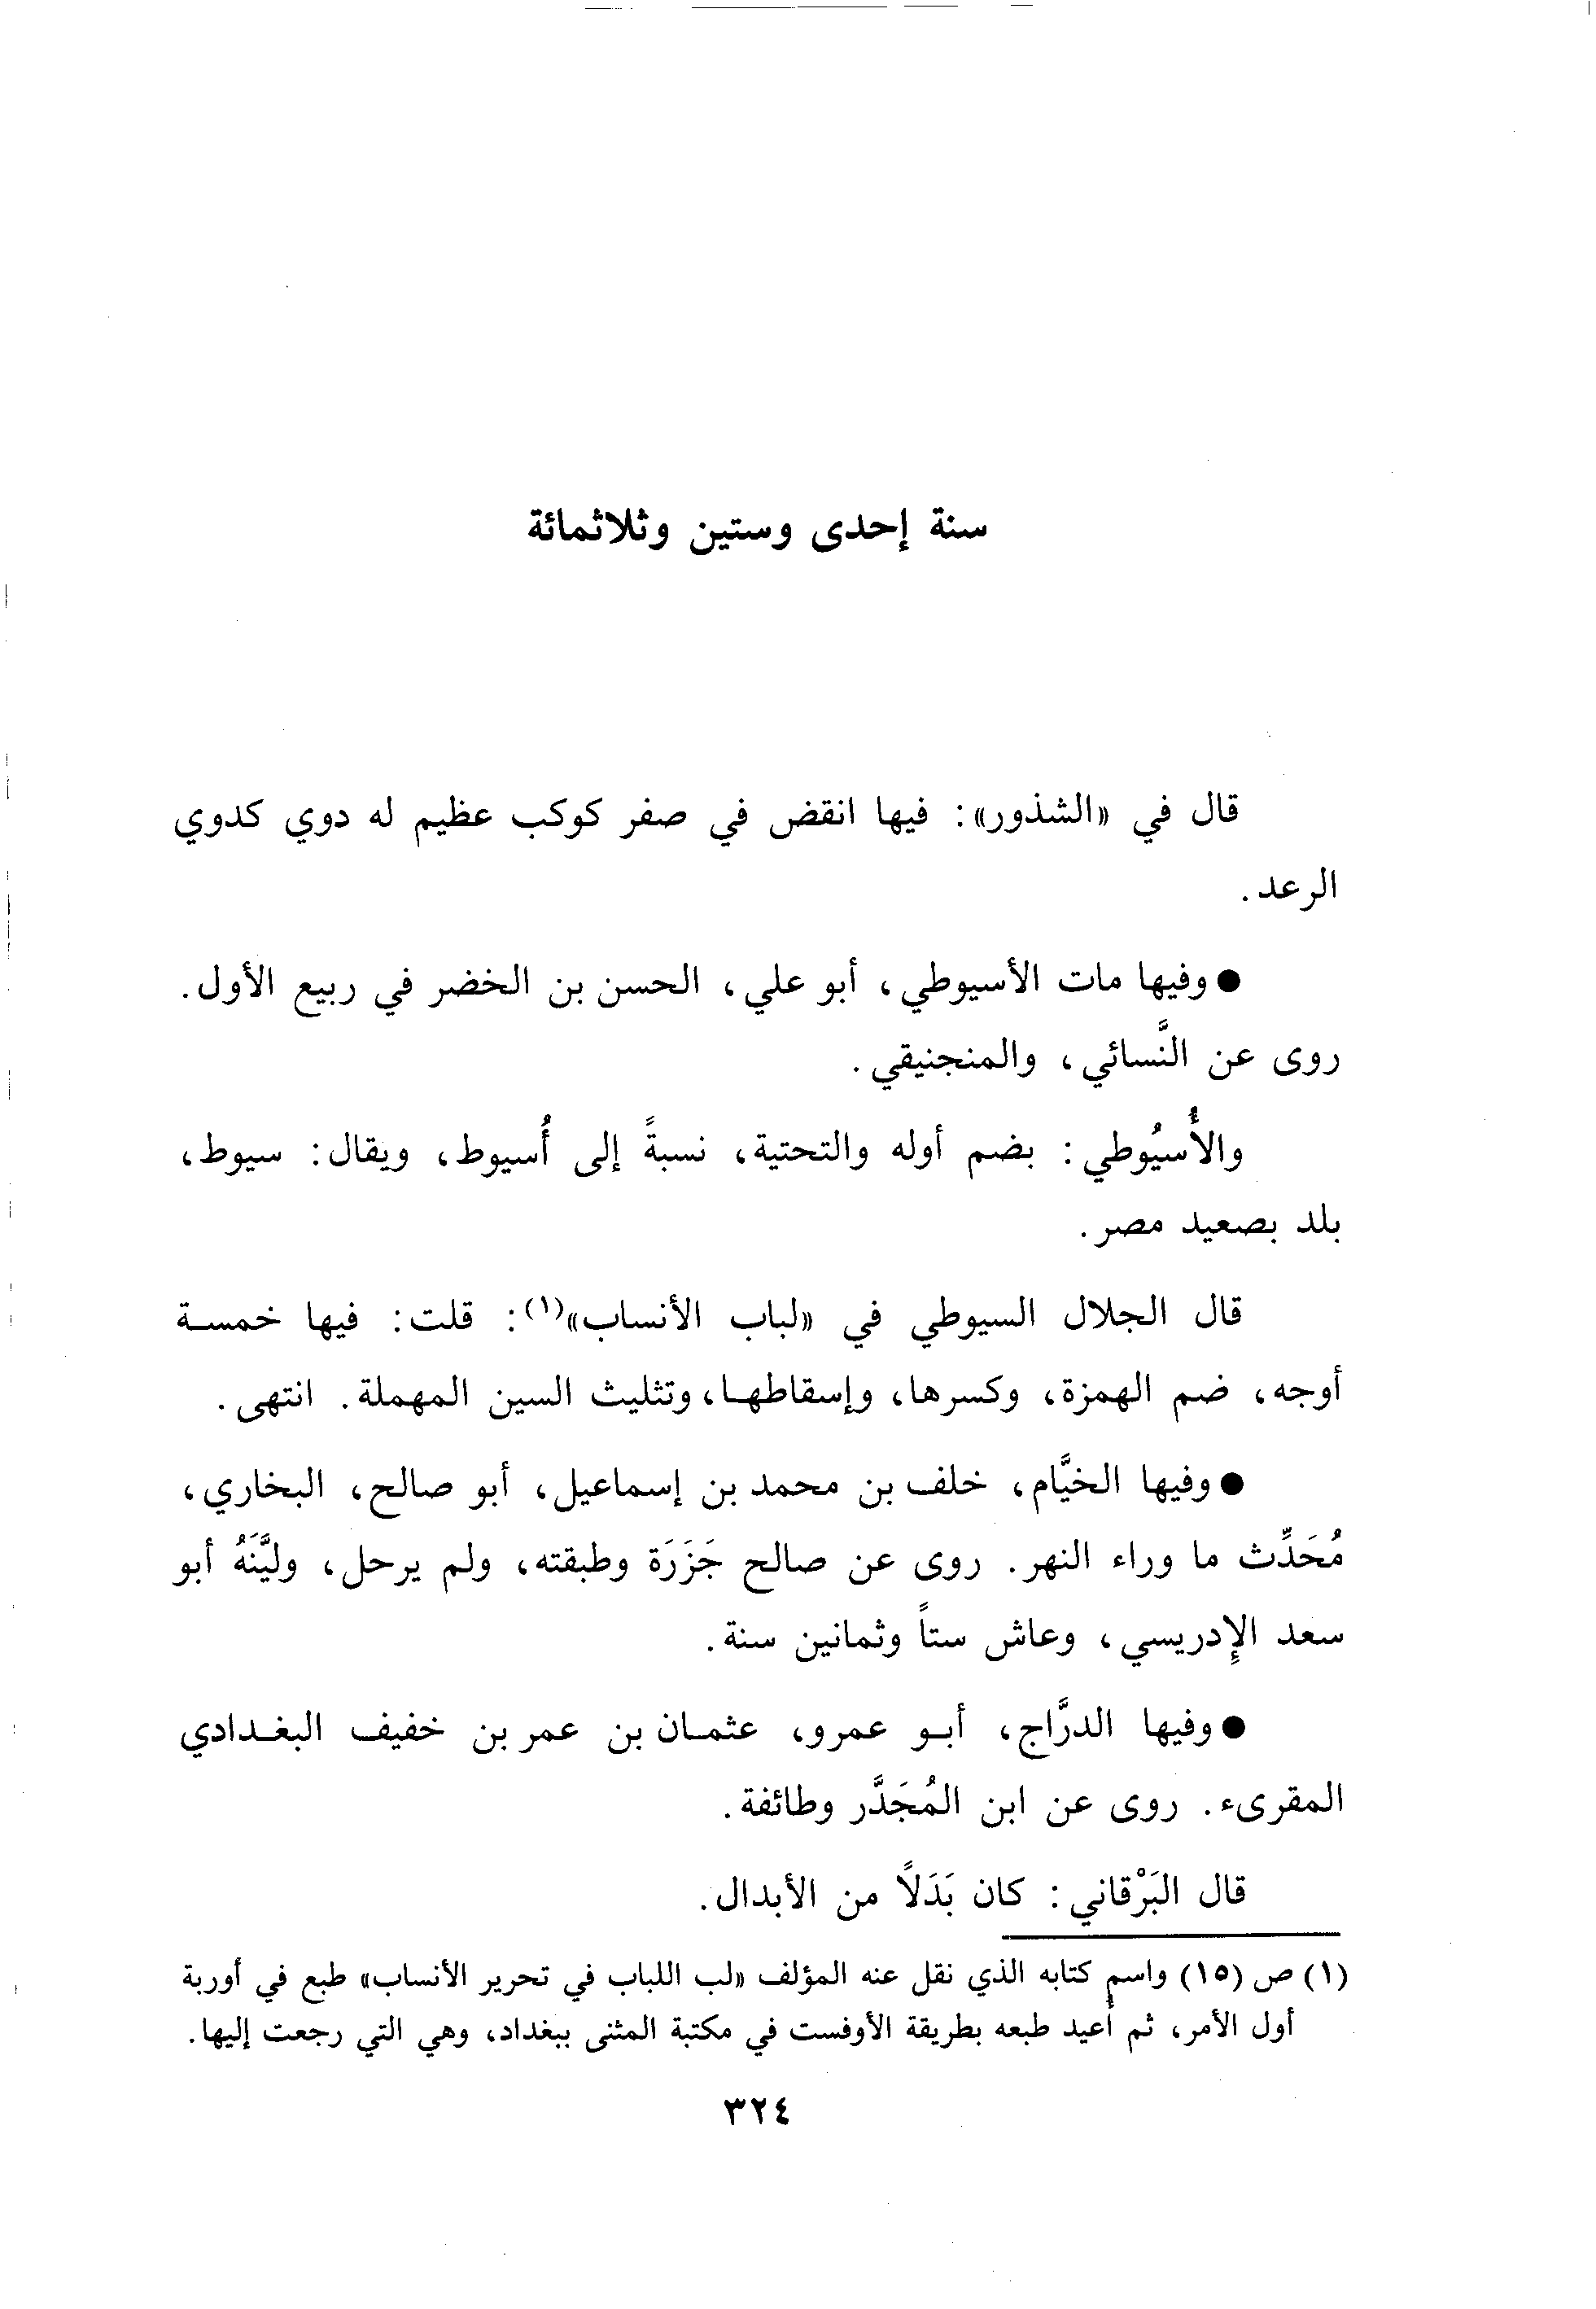 سنة إحدى وستين وثلاثمائة
قال في «الشذور»: فيها انقض في صفر كوكب عظيم له دوي كدوي
الرعد.
● وفيها مات الأسيوطي، أبو علي، الحسن بن الخضر في ربيع الأول.
روى عن النَّسائي، والمنجنيقي.
والأُسيُوطي: بضم أوله والتحتية، نسبةً إلى أُسيوط، ويقال: سيوط،
بلد بصعيد مصر.
قال الجلال السيوطي في «لباب الأنساب»(١): قلت: فيها خمسة
أوجه، ضم الهمزة، وكسرها، وإسقاطها، وتثليث السين المهملة. انتهى.
● وفيها الخيَّام، خلف بن محمد بن إسماعيل، أبو صالح، البخاري،
مُحَدِّث ما وراء النهر. روى عن صالح جَزَرَة وطبقته، ولم يرحل، وليَّنَهُ أبو
سعد الإِدريسي، وعاش ستاً وثمانين سنة.
● وفيها الدرَّاج، أبو عمرو، عثمان بن عمر بن خفيف البغدادي
المقرىء. روى عن ابن المُجَدَّر وطائفة.
قال البَرْقاني: كان بَدَلاً من الأبدال.
(١) ص (١٥) واسم كتابه الذي نقل عنه المؤلف «لب اللباب في تحرير الأنساب» طبع في أوربة
أول الأمر، ثم أعيد طبعه بطريقة الأوفست في مكتبة المثنى ببغداد، وهي التي رجعت إليها.
٣٢٤